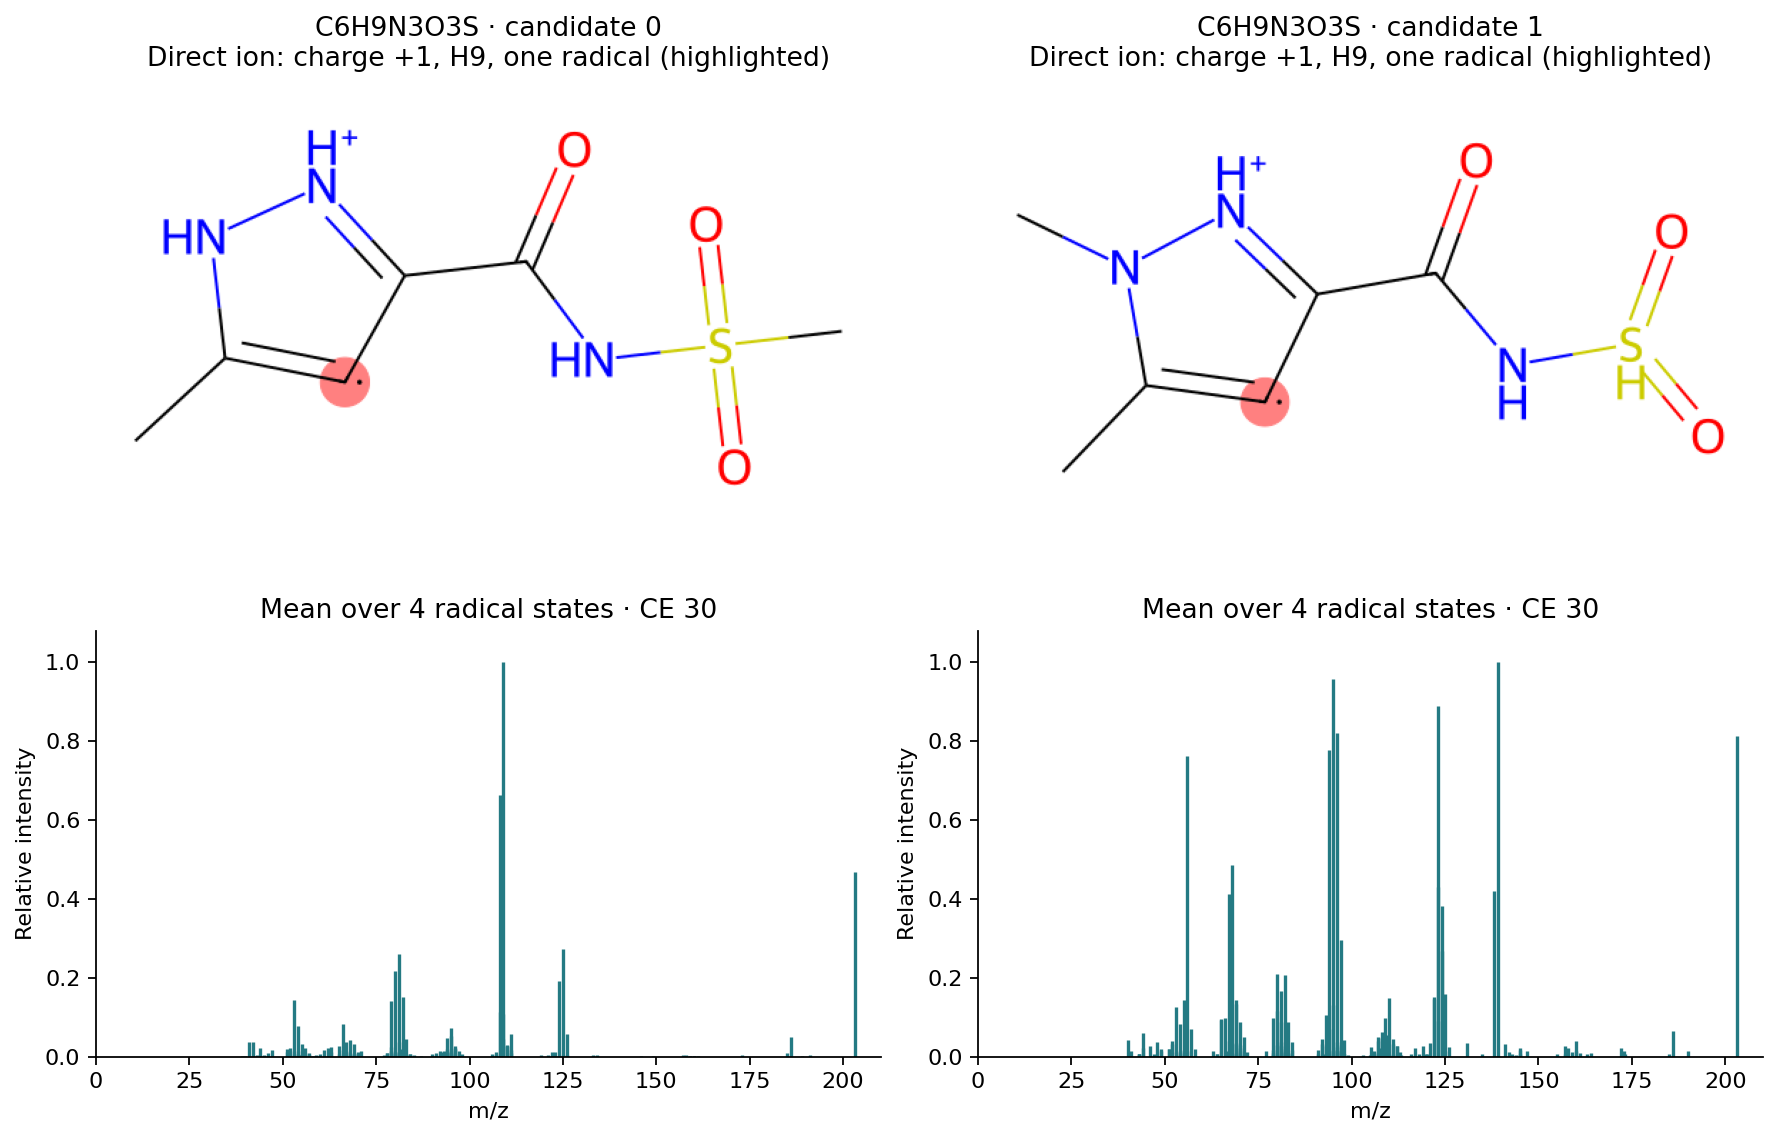 C6H9N3O3S · candidate 0
Direct ion: charge +1, H9, one radical (highlighted)
H+
N
HN
O
O
HN
S
O
Mean over 4 radical states · CE 30
Relative intensity
1.0
0.8
0.6
0.4
0.2
0.0
0 25 50 75 100 125 150 175 200
m/z
C6H9N3O3S · candidate 1
Direct ion: charge +1, H9, one radical (highlighted)
H+
N
N
O
O
N
H
S
H
O
Mean over 4 radical states · CE 30
Relative intensity
1.0
0.8
0.6
0.4
0.2
0.0
0 25 50 75 100 125 150 175 200
m/z